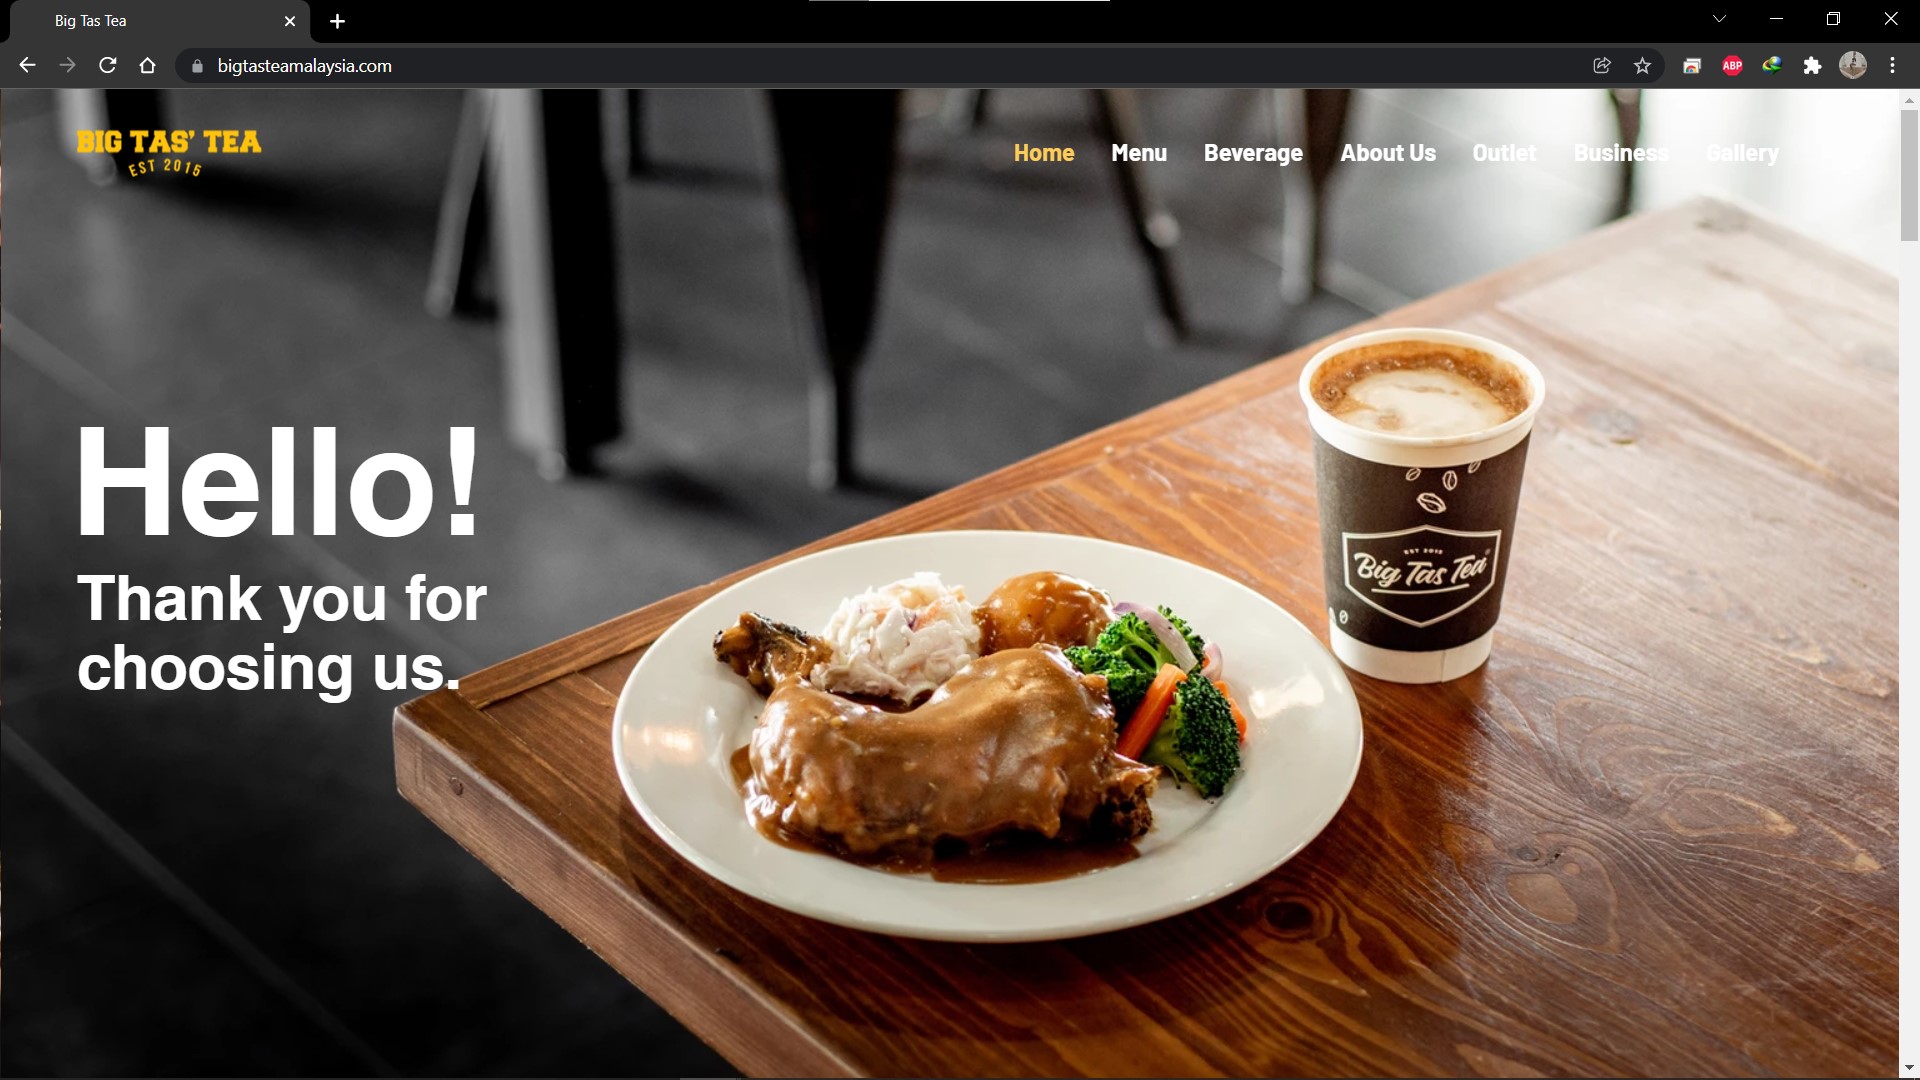 Big Tas Tea
bigtasteamalaysia.com
ABP
BIG TAS' TEA
EST 2015
Home Menu Beverage About Us Outlet Business Gallery
Hello!
Thank you for
choosing us.
EST 2015
Big Tas Tea